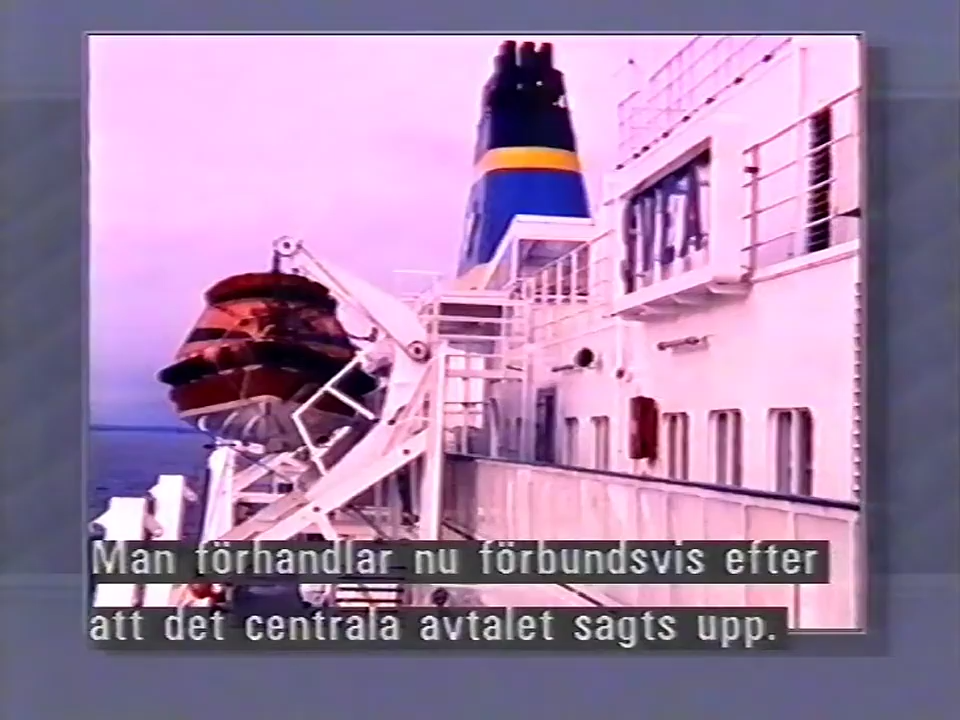 Man förhandlar nu förbundsvis efter
att det centrala avtalet sagts upp.